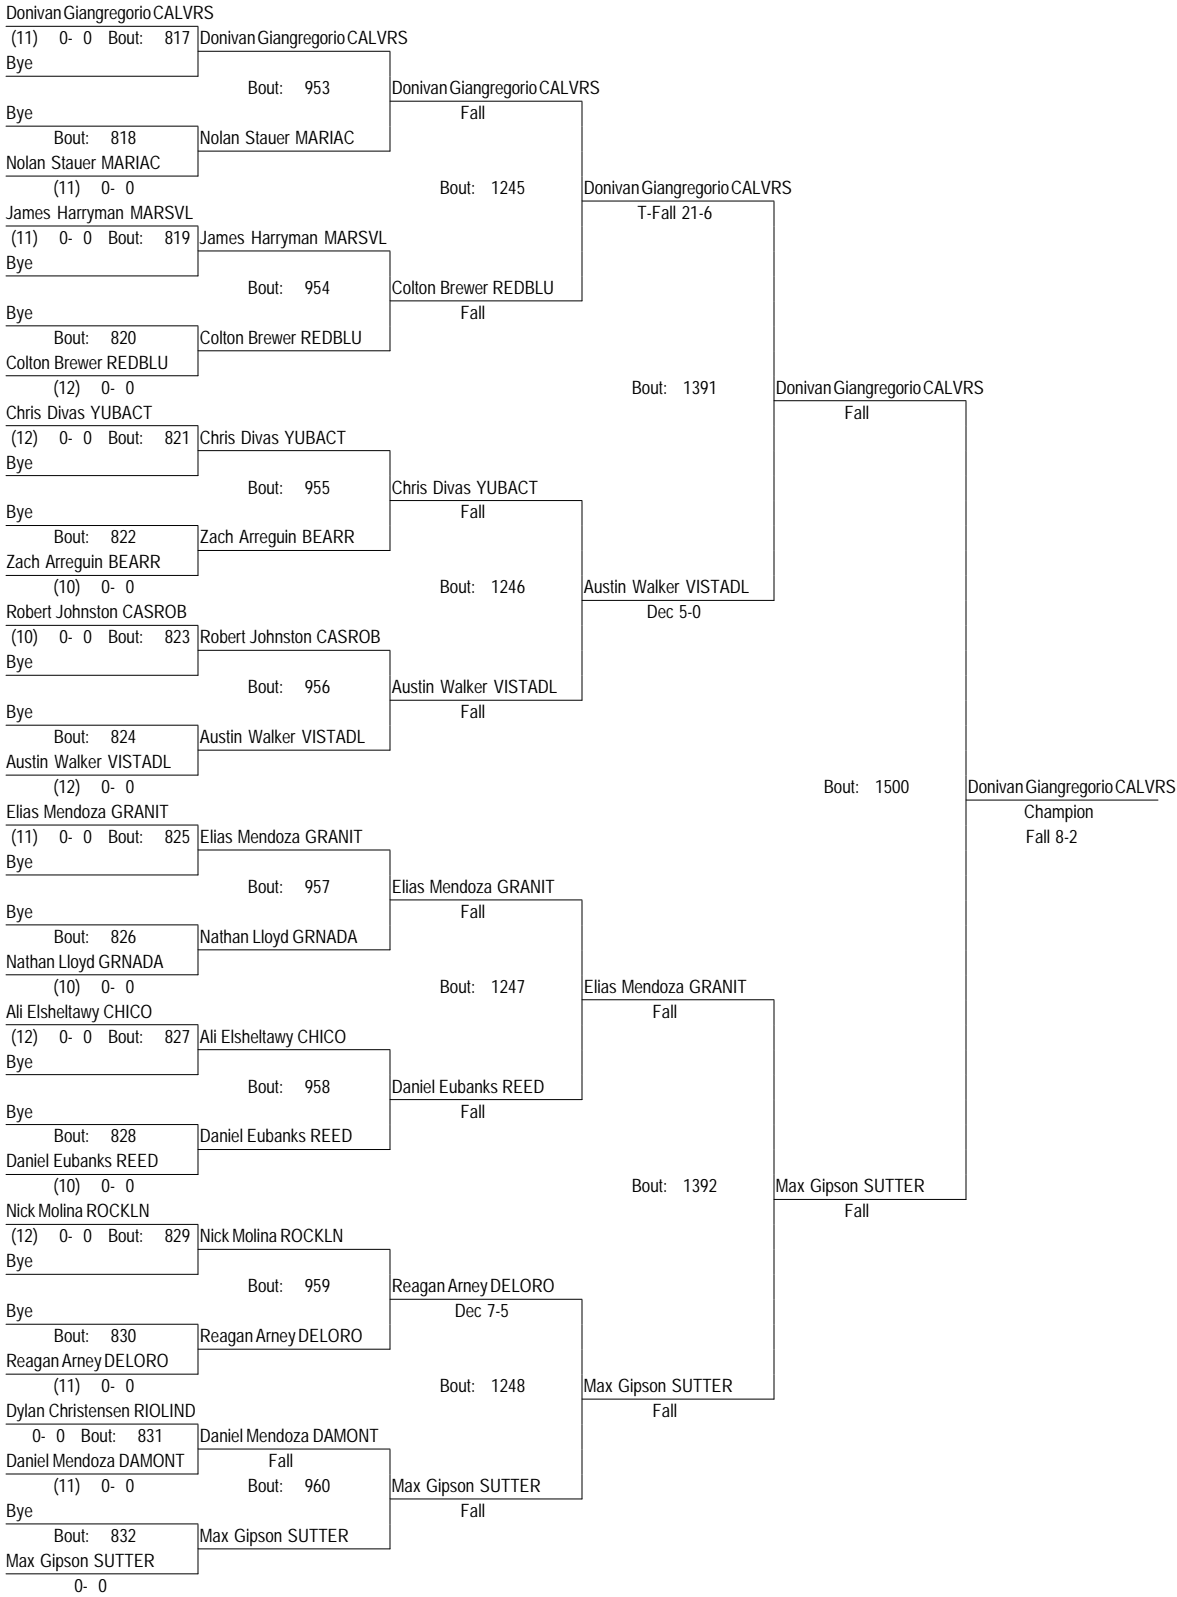 Donivan Giangregorio CALVRS
(11) 0- 0 Bout: 817 Donivan Giangregorio CALVRS
Bye
Bout: 953 Donivan Giangregorio CALVRS
Bye Fall
Bout: 818 Nolan Stauer MARIAC
Nolan Stauer MARIAC
(11) 0- 0 Bout: 1245 Donivan Giangregorio CALVRS
James Harryman MARSVL T-Fall 21-6
(11) 0- 0 Bout: 819 James Harryman MARSVL
Bye
Bout: 954 Colton Brewer REDBLU
Bye Fall
Bout: 820 Colton Brewer REDBLU
Colton Brewer REDBLU
(12) 0- 0 Bout: 1391 Donivan Giangregorio CALVRS
Chris Divas YUBACT Fall
(12) 0- 0 Bout: 821 Chris Divas YUBACT
Bye
Bout: 955 Chris Divas YUBACT
Bye Fall
Bout: 822 Zach Arreguin BEARR
Zach Arreguin BEARR
(10) 0- 0 Bout: 1246 Austin Walker VISTADL
Robert Johnston CASROB Dec 5-0
(10) 0- 0 Bout: 823 Robert Johnston CASROB
Bye
Bout: 956 Austin Walker VISTADL
Bye Fall
Bout: 824 Austin Walker VISTADL
Austin Walker VISTADL
(12) 0- 0 Bout: 1500 Donivan Giangregorio CALVRS
Elias Mendoza GRANIT Champion
(11) 0- 0 Bout: 825 Elias Mendoza GRANIT Fall 8-2
Bye
Bout: 957 Elias Mendoza GRANIT
Bye Fall
Bout: 826 Nathan Lloyd GRNADA
Nathan Lloyd GRNADA
(10) 0- 0 Bout: 1247 Elias Mendoza GRANIT
Ali Elsheltawy CHICO Fall
(12) 0- 0 Bout: 827 Ali Elsheltawy CHICO
Bye
Bout: 958 Daniel Eubanks REED
Bye Fall
Bout: 828 Daniel Eubanks REED
Daniel Eubanks REED
(10) 0- 0 Bout: 1392 Max Gipson SUTTER
Nick Molina ROCKLN Fall
(12) 0- 0 Bout: 829 Nick Molina ROCKLN
Bye
Bout: 959 Reagan Arney DELORO
Bye Dec 7-5
Bout: 830 Reagan Arney DELORO
Reagan Arney DELORO
(11) 0- 0 Bout: 1248 Max Gipson SUTTER
Dylan Christensen RIOLIND Fall
0- 0 Bout: 831 Daniel Mendoza DAMONT
Daniel Mendoza DAMONT Fall
(11) 0- 0 Bout: 960 Max Gipson SUTTER
Bye Fall
Bout: 832 Max Gipson SUTTER
Max Gipson SUTTER
0- 0